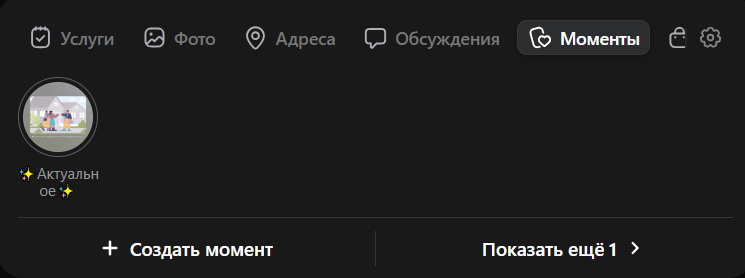 Услуги Фото Адреса Обсуждения Моменты
✨Актуальн
ое✨
Создать момент Показать ещё 1